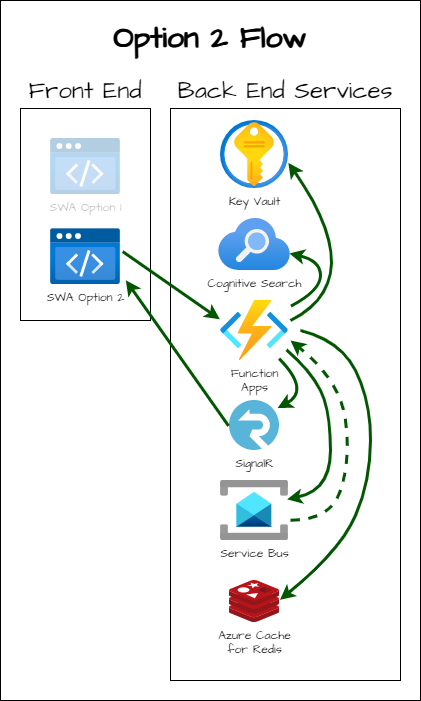 Option 2 Flow
Front End
Back End Services
SWA Option 1
SWA Option 2
Key Vault
Cognitive Search
Function
Apps
SignalR
Service Bus
Azure Cache
for Redis